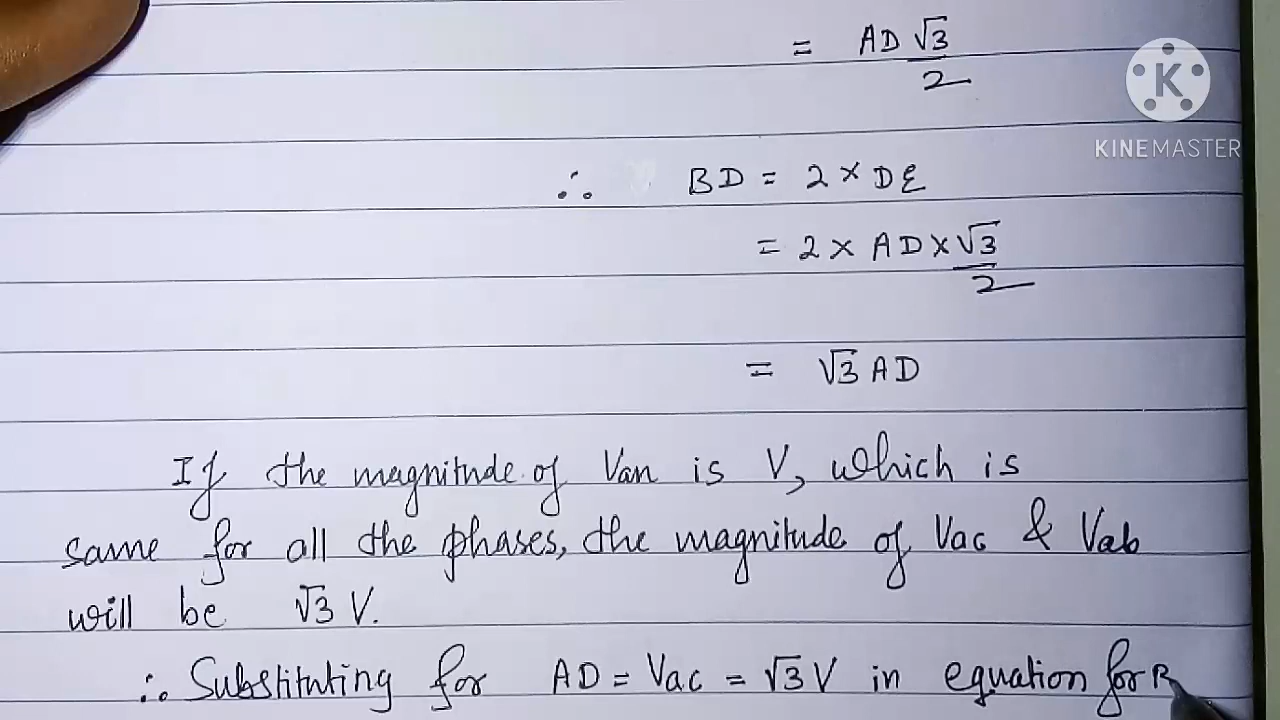 = AD √3/2
K
KINEMASTER
∴ BD = 2 × DE
= 2 × AD × √3/2
= √3 AD
If the magnitude of Van is V, which is
same for all the phases, the magnitude of Vac & Vab
will be √3 V.
∴ Substituting for AD = Vac = √3 V in equation for